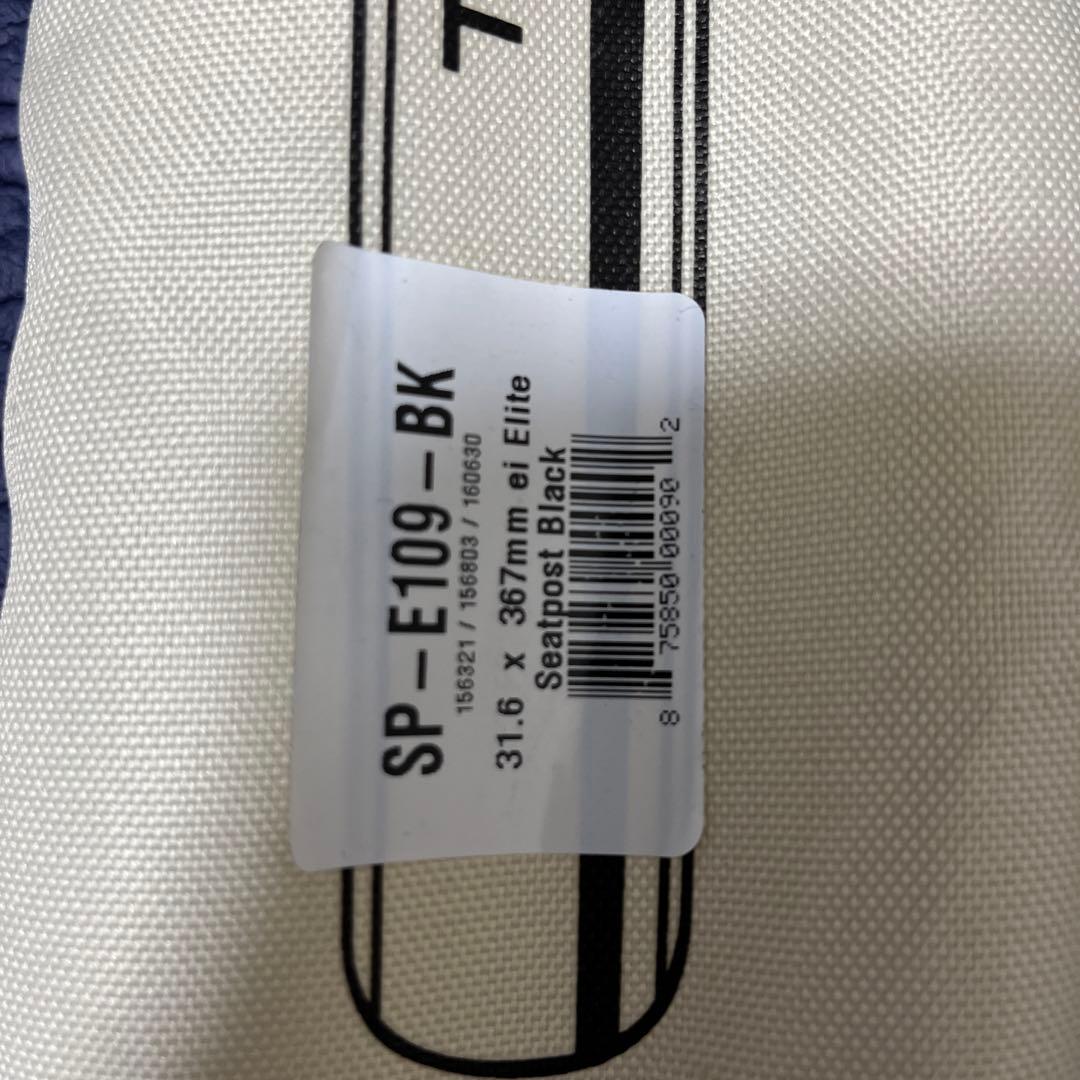 T
SP-E109-BK
156321 / 156803 / 160630
31.6 x 367mm ei Elite
Seatpost Black
8 75850 00090 2